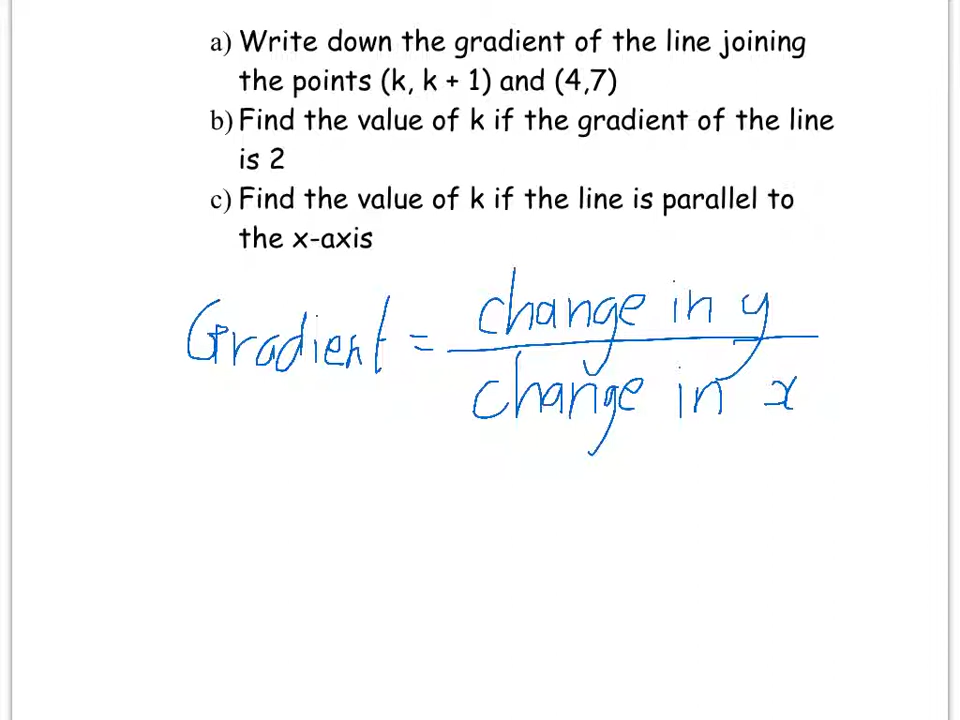 a) Write down the gradient of the line joining
the points (k, k + 1) and (4,7)
b) Find the value of k if the gradient of the line
is 2
c) Find the value of k if the line is parallel to
the x-axis
Gradient = change in y
change in x